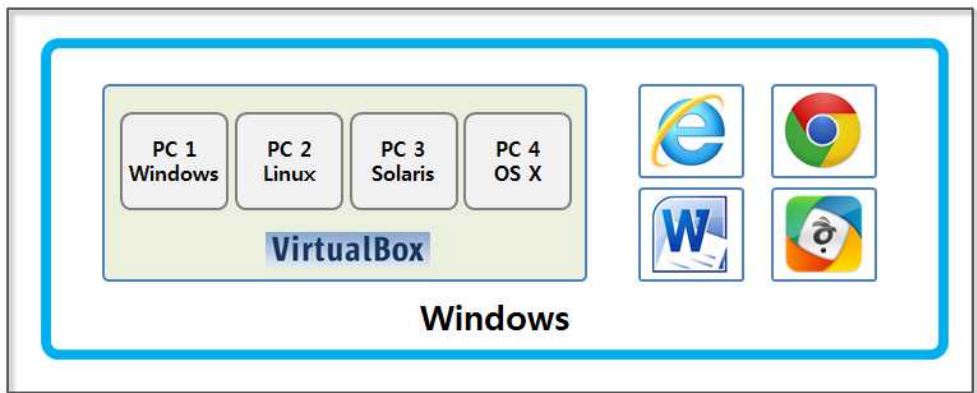 PC 1
Windows
PC 2
Linux
PC 3
Solaris
PC 4
OS X
VirtualBox
W
Windows